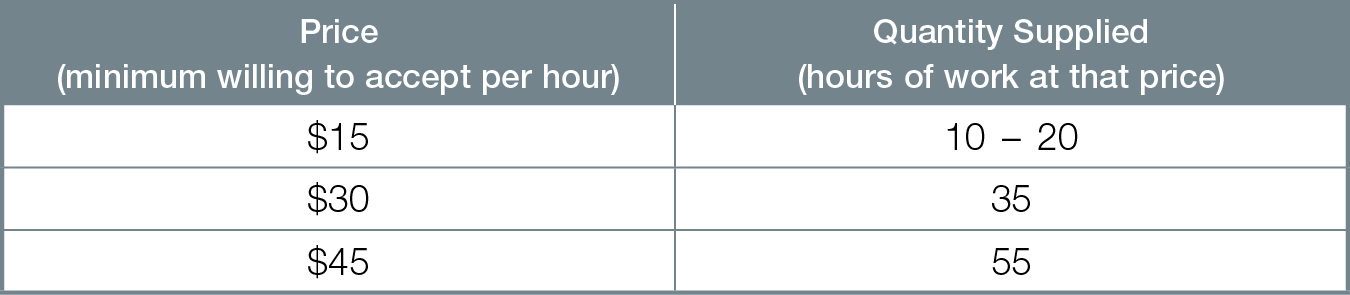 Price
(minimum willing to accept per hour)
Quantity Supplied
(hours of work at that price)
$15
10 – 20
$30
35
$45
55